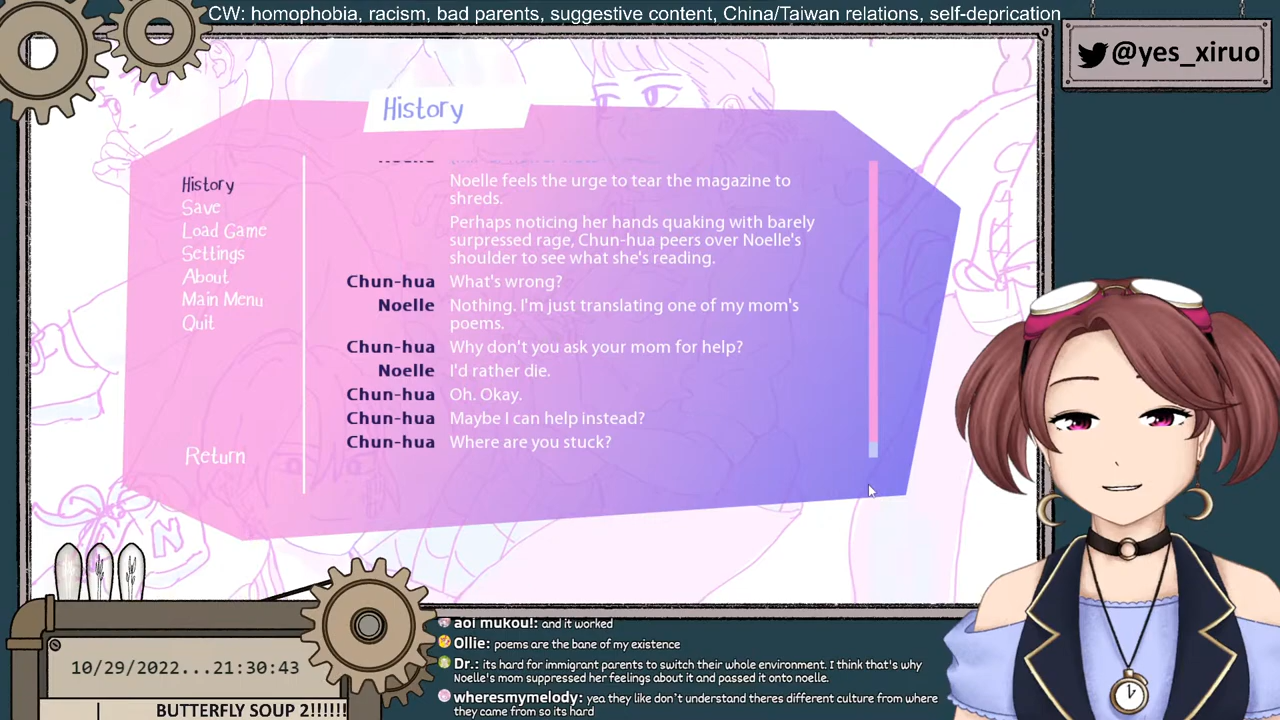 CW: homophobia, racism, bad parents, suggestive content, China/Taiwan relations, self-deprication
@yes_xiruo
History
History
Save
Load Game
Settings
About
Main Menu
Quit
Return
Noelle feels the urge to tear the magazine to
shreds.
Perhaps noticing her hands quaking with barely
surpressed rage, Chun-hua peers over Noelle's
shoulder to see what she's reading.
Chun-hua What's wrong?
Noelle Nothing. I'm just translating one of my mom's
poems.
Chun-hua Why don't you ask your mom for help?
Noelle I'd rather die.
Chun-hua Oh. Okay.
Chun-hua Maybe I can help instead?
Chun-hua Where are you stuck?
N
10/29/2022...21:30:43
BUTTERFLY SOUP 2!!!!!!
aoi mukou!: and it worked
Ollie: poems are the bane of my existence
Dr.: its hard for immigrant parents to switch their whole environment. I think that's why
Noelle's mom suppressed her feelings about it and passed it onto noelle.
wheresmymelody: yea they like don't understand theres different culture from where
they came from so its hard